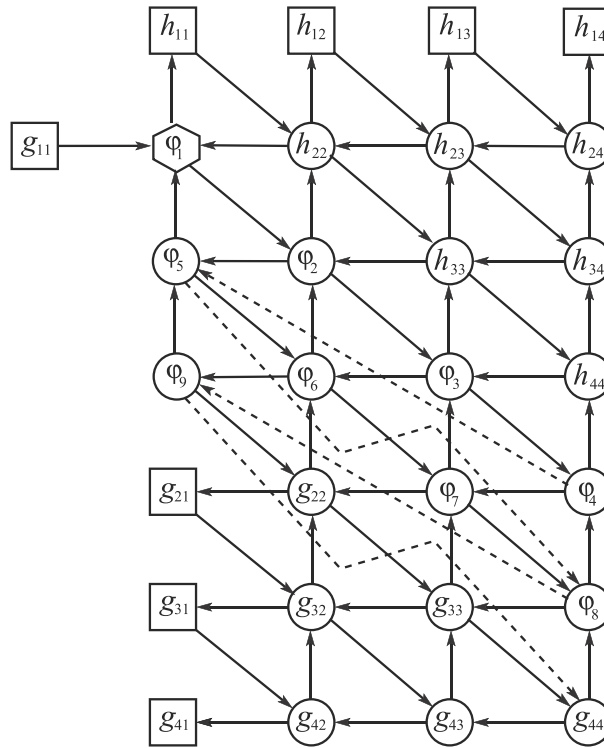 h₁₁ h₁₂ h₁₃ h₁₄
g₁₁ φ₁ h₂₂ h₂₃ h₂₄
φ₅ φ₂ h₃₃ h₃₄
φ₉ φ₆ φ₃ h₄₄
g₂₁ g₂₂ φ₇ φ₄
g₃₁ g₃₂ g₃₃ φ₈
g₄₁ g₄₂ g₄₃ g₄₄